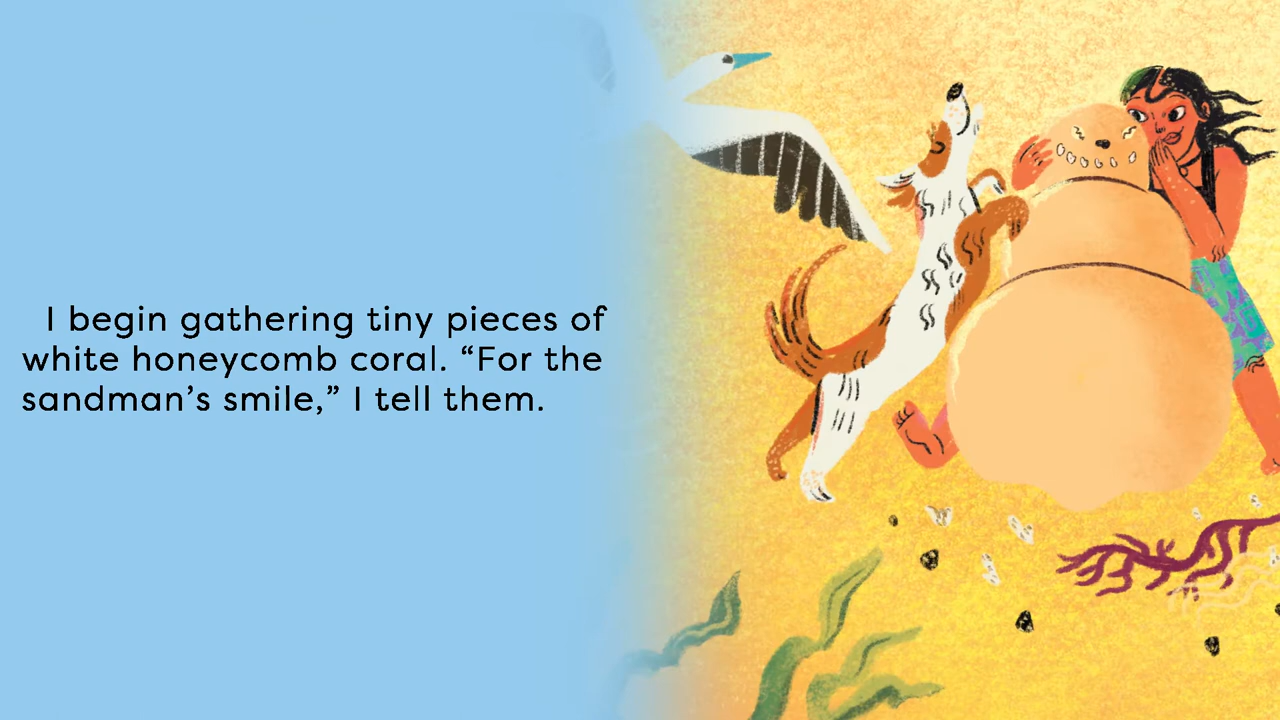 I begin gathering tiny pieces of
white honeycomb coral. “For the
sandman’s smile,” I tell them.